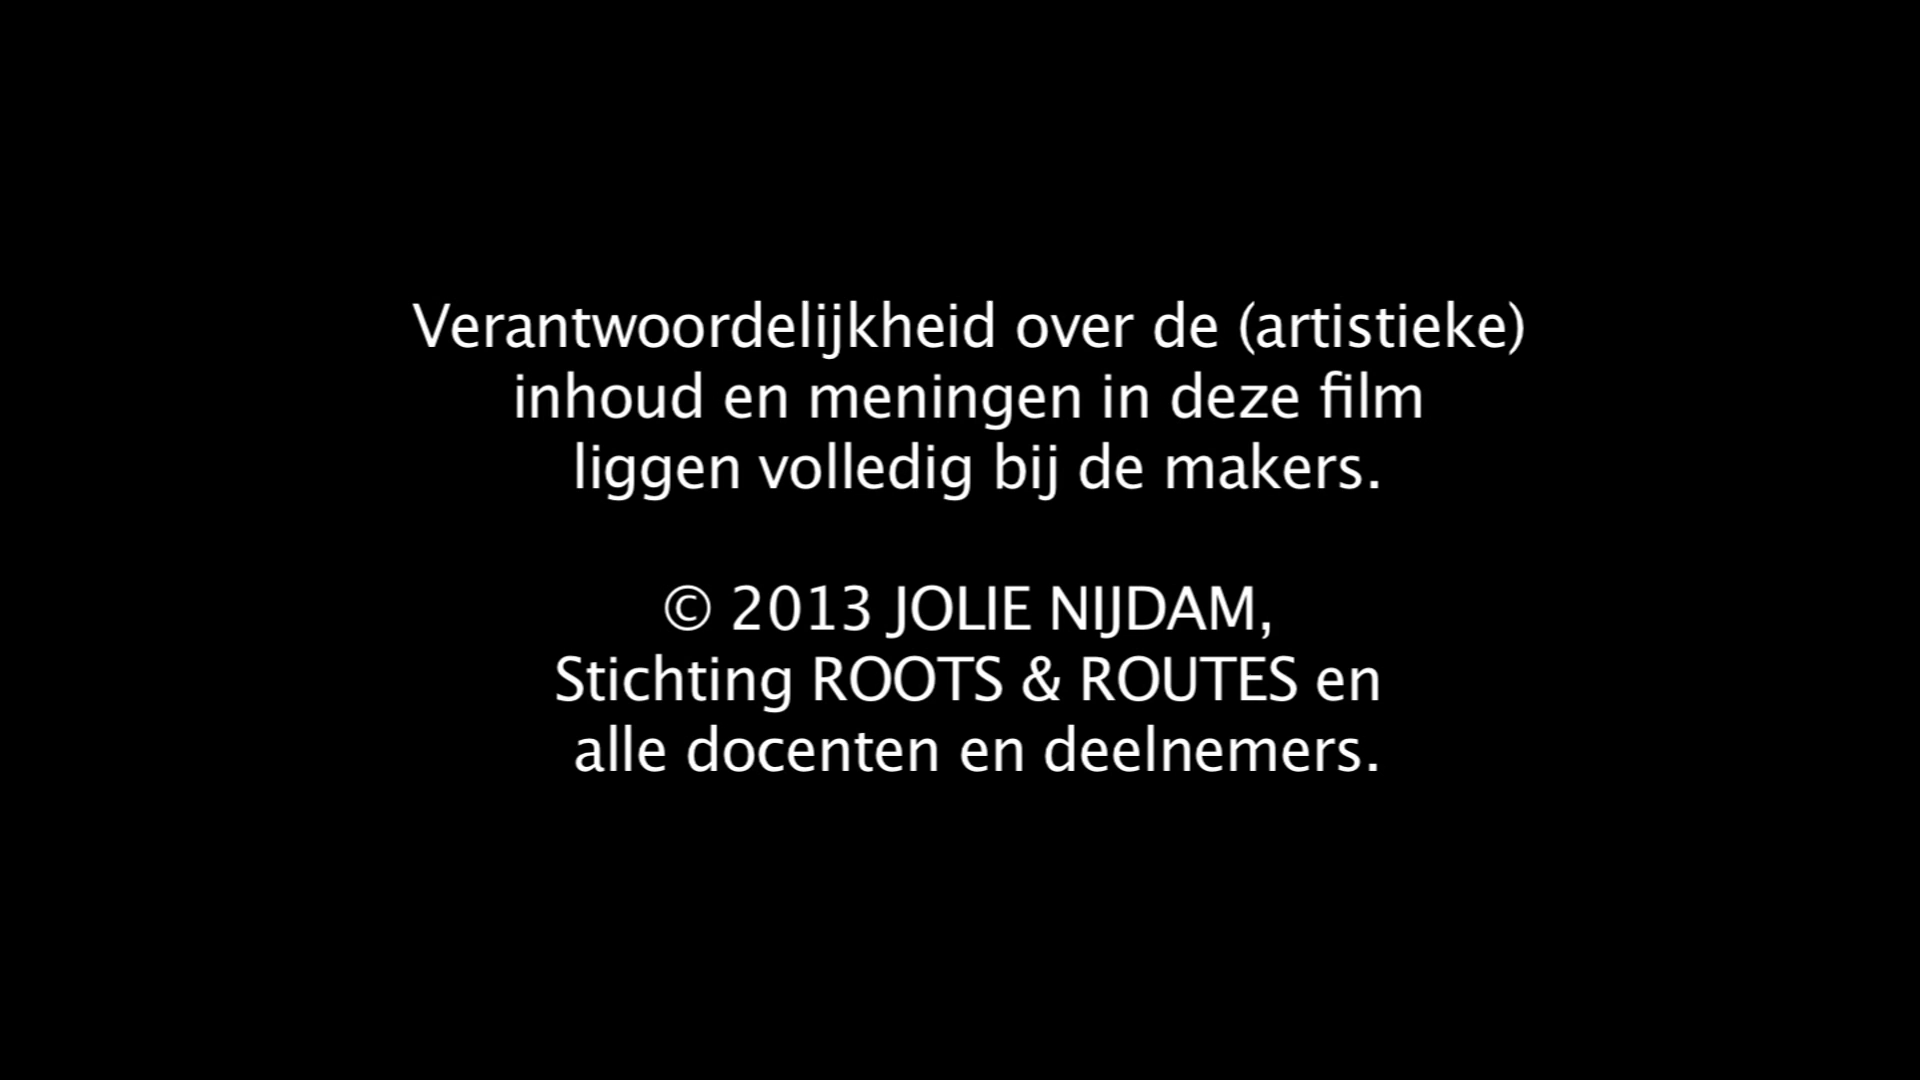 Verantwoordelijkheid over de (artistieke)
inhoud en meningen in deze film
liggen volledig bij de makers.
© 2013 JOLIE NIJDAM,
Stichting ROOTS & ROUTES en
alle docenten en deelnemers.